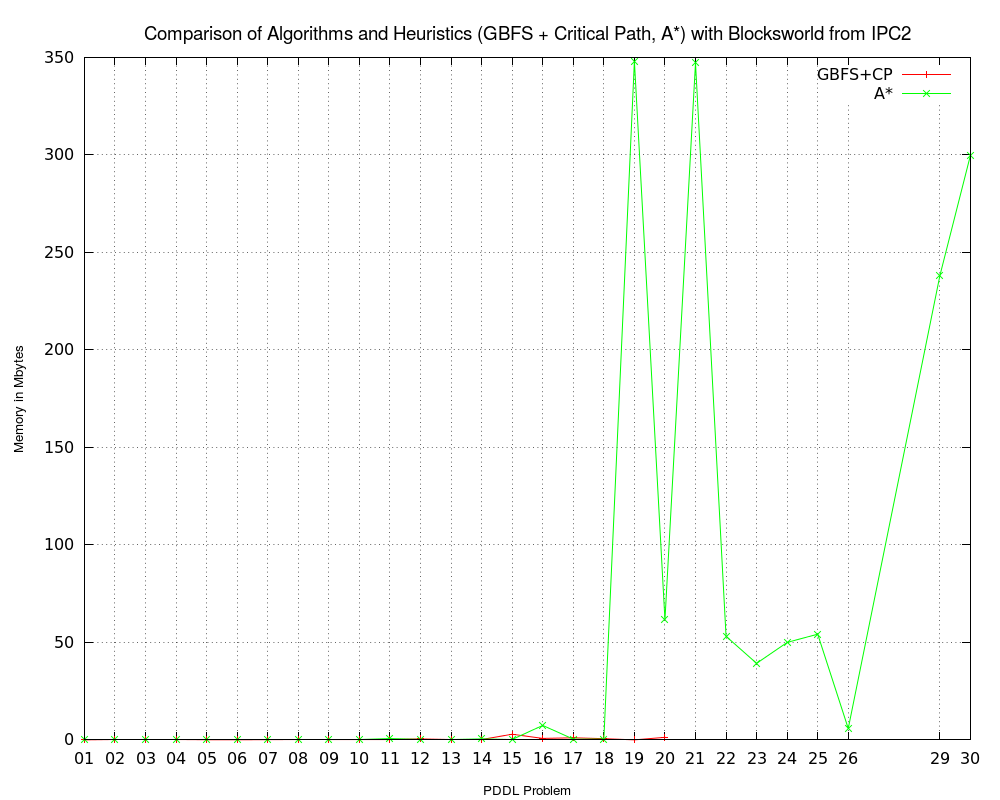 Comparison of Algorithms and Heuristics (GBFS + Critical Path, A*) with Blocksworld from IPC2
GBFS+CP
A*
350
300
250
200
150
100
50
0
Memory in Mbytes
01 02 03 04 05 06 07 08 09 10 11 12 13 14 15 16 17 18 19 20 21 22 23 24 25 26 29 30
PDDL Problem